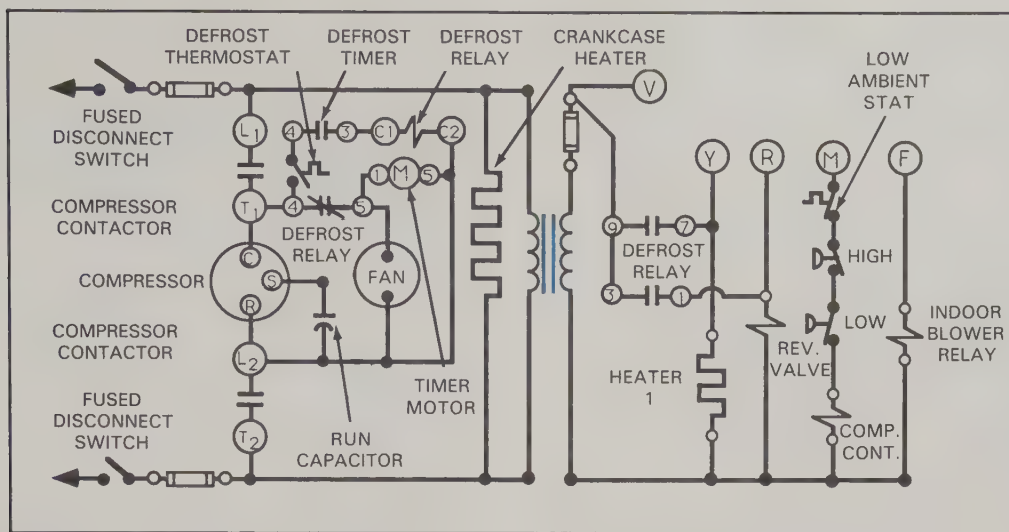 DEFROST
THERMOSTAT
DEFROST
TIMER
DEFROST
RELAY
CRANKCASE
HEATER
LOW
AMBIENT
STAT
FUSED
DISCONNECT
SWITCH
V
L1
4
3
C1
C2
Y
R
M
F
COMPRESSOR
CONTACTOR
T1
4
5
1
M
5
DEFROST
RELAY
9
7
DEFROST
RELAY
HIGH
COMPRESSOR
C
S
R
FAN
3
1
LOW
INDOOR
BLOWER
RELAY
COMPRESSOR
CONTACTOR
L2
REV.
VALVE
HEATER
1
TIMER
MOTOR
FUSED
DISCONNECT
SWITCH
T2
RUN
CAPACITOR
COMP.
CONT.